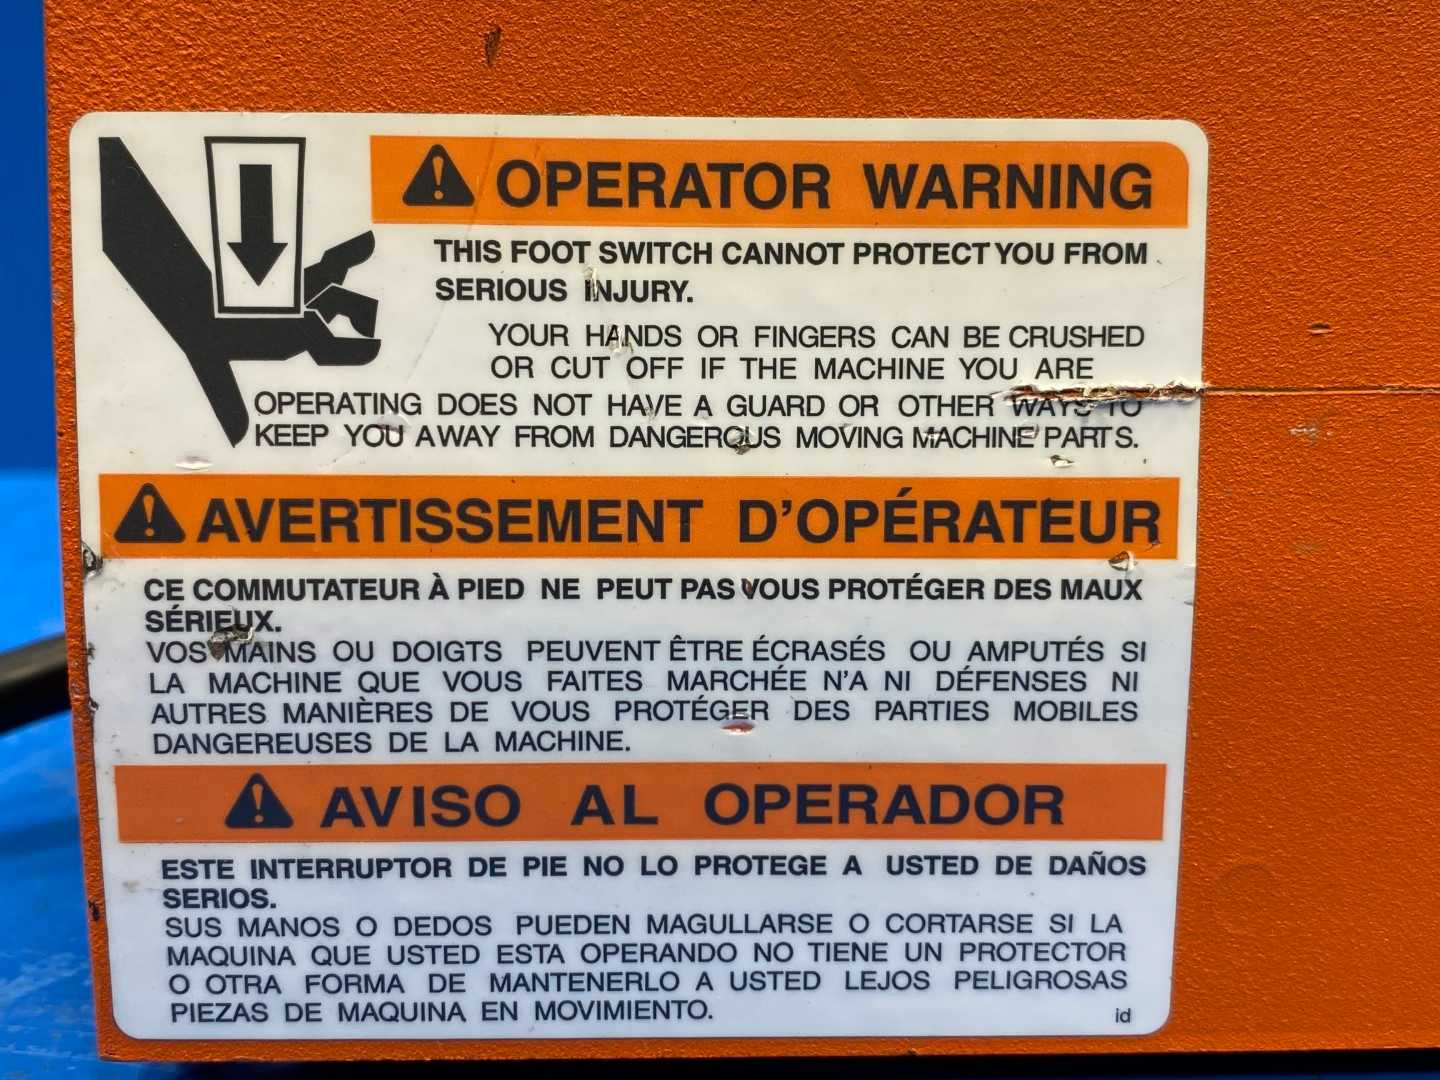 OPERATOR WARNING
THIS FOOT SWITCH CANNOT PROTECT YOU FROM
SERIOUS INJURY.
YOUR HANDS OR FINGERS CAN BE CRUSHED
OR CUT OFF IF THE MACHINE YOU ARE
OPERATING DOES NOT HAVE A GUARD OR OTHER WAYS TO
KEEP YOU AWAY FROM DANGEROUS MOVING MACHINE PARTS.
AVERTISSEMENT D'OPÉRATEUR
CE COMMUTATEUR À PIED NE PEUT PAS VOUS PROTÉGER DES MAUX
SÉRIEUX.
VOS MAINS OU DOIGTS PEUVENT ÊTRE ÉCRASÉS OU AMPUTÉS SI
LA MACHINE QUE VOUS FAITES MARCHÉE N'A NI DÉFENSES NI
AUTRES MANIÈRES DE VOUS PROTÉGER DES PARTIES MOBILES
DANGEREUSES DE LA MACHINE.
AVISO AL OPERADOR
ESTE INTERRUPTOR DE PIE NO LO PROTEGE A USTED DE DAÑOS
SERIOS.
SUS MANOS O DEDOS PUEDEN MAGULLARSE O CORTARSE SI LA
MAQUINA QUE USTED ESTA OPERANDO NO TIENE UN PROTECTOR
O OTRA FORMA DE MANTENERLO A USTED LEJOS PELIGROSAS
PIEZAS DE MAQUINA EN MOVIMIENTO.
id